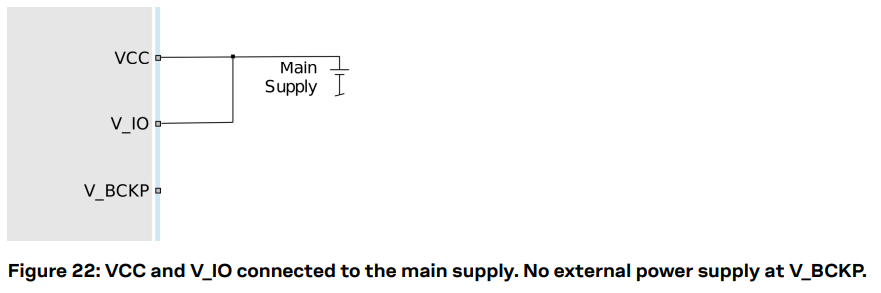 VCC
Main
Supply
V_IO
V_BCKP
Figure 22: VCC and V_IO connected to the main supply. No external power supply at V_BCKP.